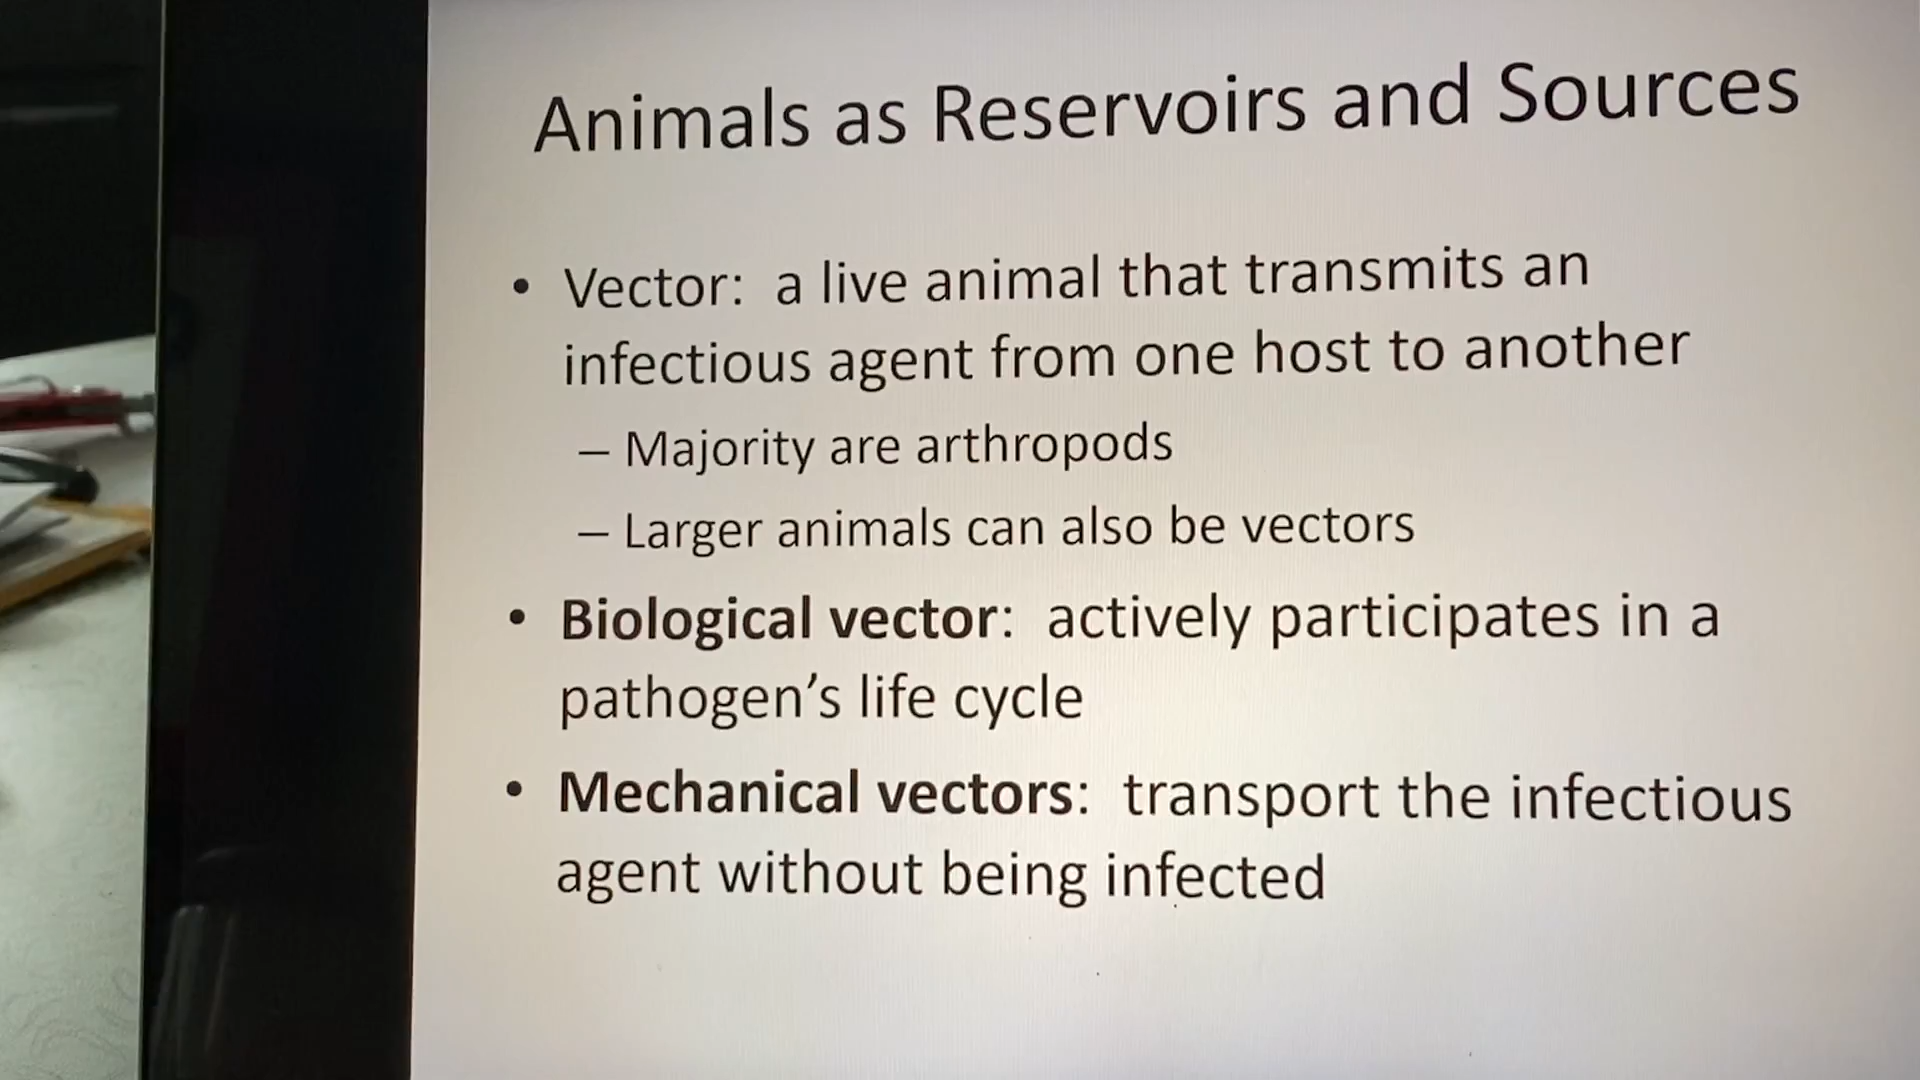 Animals as Reservoirs and Sources
• Vector: a live animal that transmits an
infectious agent from one host to another
– Majority are arthropods
– Larger animals can also be vectors
• Biological vector: actively participates in a
pathogen’s life cycle
• Mechanical vectors: transport the infectious
agent without being infected